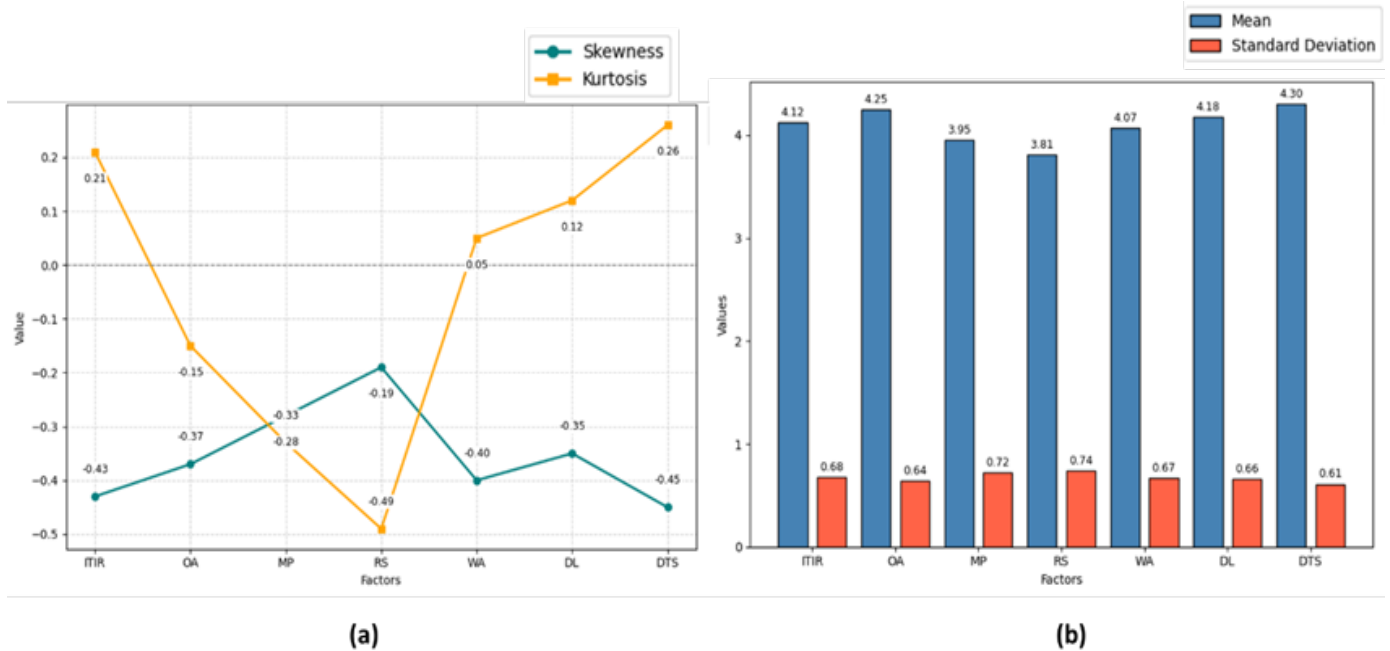 Skewness
Kurtosis
0.2
0.1
0.0
−0.1
−0.2
−0.3
−0.4
−0.5
Value
0.21
-0.15
-0.33
-0.28
-0.49
0.05
0.12
0.26
-0.43
-0.37
-0.19
-0.40
-0.35
-0.45
ITIR OA MP RS WA DL DTS
Factors
(a)
Mean
Standard Deviation
4
3
2
1
0
Values
4.12 4.25 3.95 3.81 4.07 4.18 4.30
0.68 0.64 0.72 0.74 0.67 0.66 0.61
ITIR OA MP RS WA DL DTS
Factors
(b)